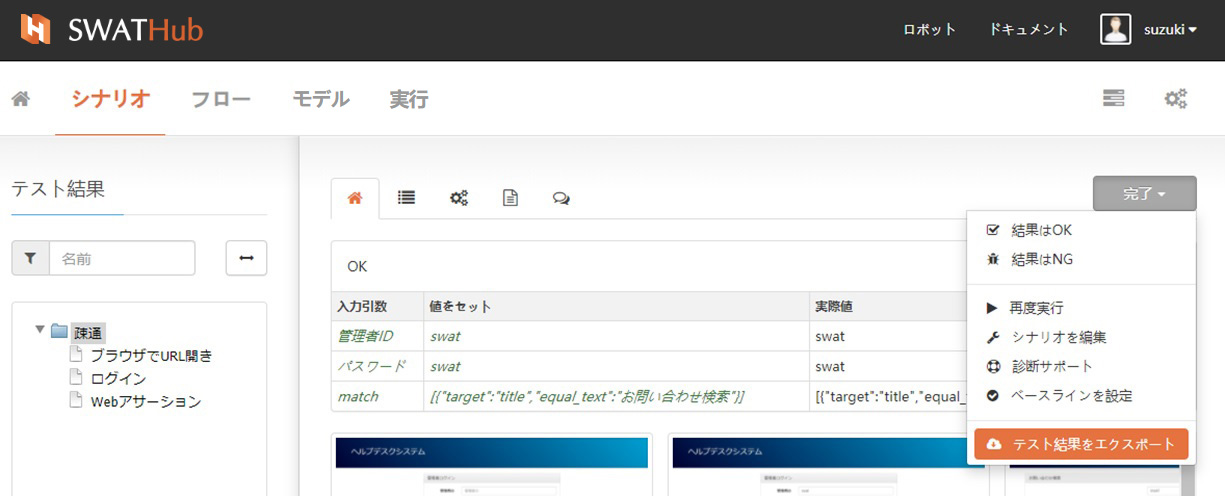 SWATHub ロボット ドキュメント suzuki
シナリオ フロー モデル 実行
テスト結果
名前
疎通
ブラウザでURL開き
ログイン
Webアサーション
完了
結果はOK
結果はNG
再度実行
シナリオを編集
診断サポート
ベースラインを設定
テスト結果をエクスポート
OK
入力引数 値をセット 実際値
管理者ID swat swat
パスワード swat swat
match [{"target":"title","equal_text":"お問い合わせ検索"}] [{"target":"title","equal_t
ヘルプデスクシステム ヘルプデスクシステム